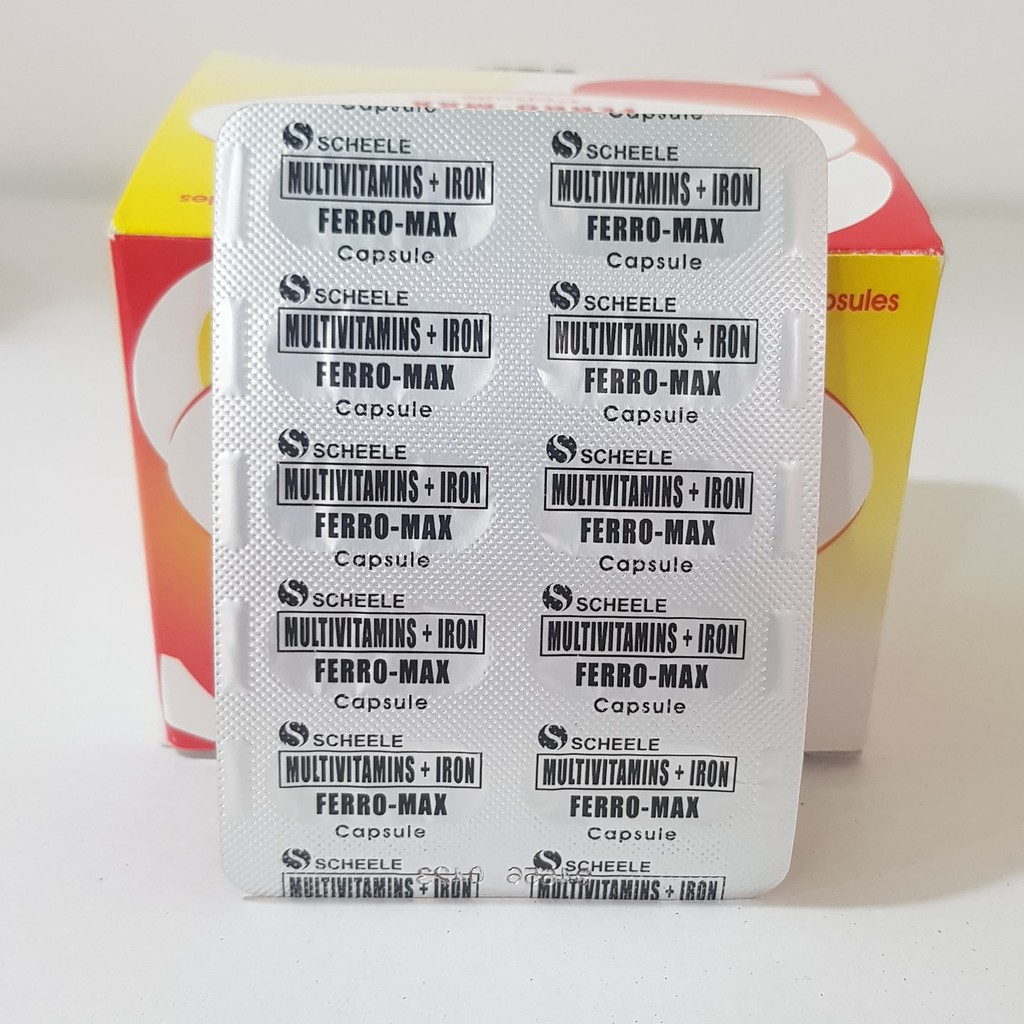 Capsule Capsule
SCHEELE SCHEELE
MULTIVITAMINS + IRON MULTIVITAMINS + IRON
FERRO-MAX FERRO-MAX
Capsule Capsule
SCHEELE SCHEELE
MULTIVITAMINS + IRON MULTIVITAMINS + IRON
FERRO-MAX FERRO-MAX
Capsule Capsule
SCHEELE SCHEELE
MULTIVITAMINS + IRON MULTIVITAMINS + IRON
FERRO-MAX FERRO-MAX
Capsule Capsule
SCHEELE SCHEELE
MULTIVITAMINS + IRON MULTIVITAMINS + IRON
FERRO-MAX FERRO-MAX
Capsule Capsule
SCHEELE SCHEELE
MULTIVITAMINS + IRON MULTIVITAMINS + IRON
FERRO-MAX FERRO-MAX
Capsule Capsule
SCHEELE SCHEELE
MULTIVITAMINS + IRON MULTIVITAMINS + IRON
psules